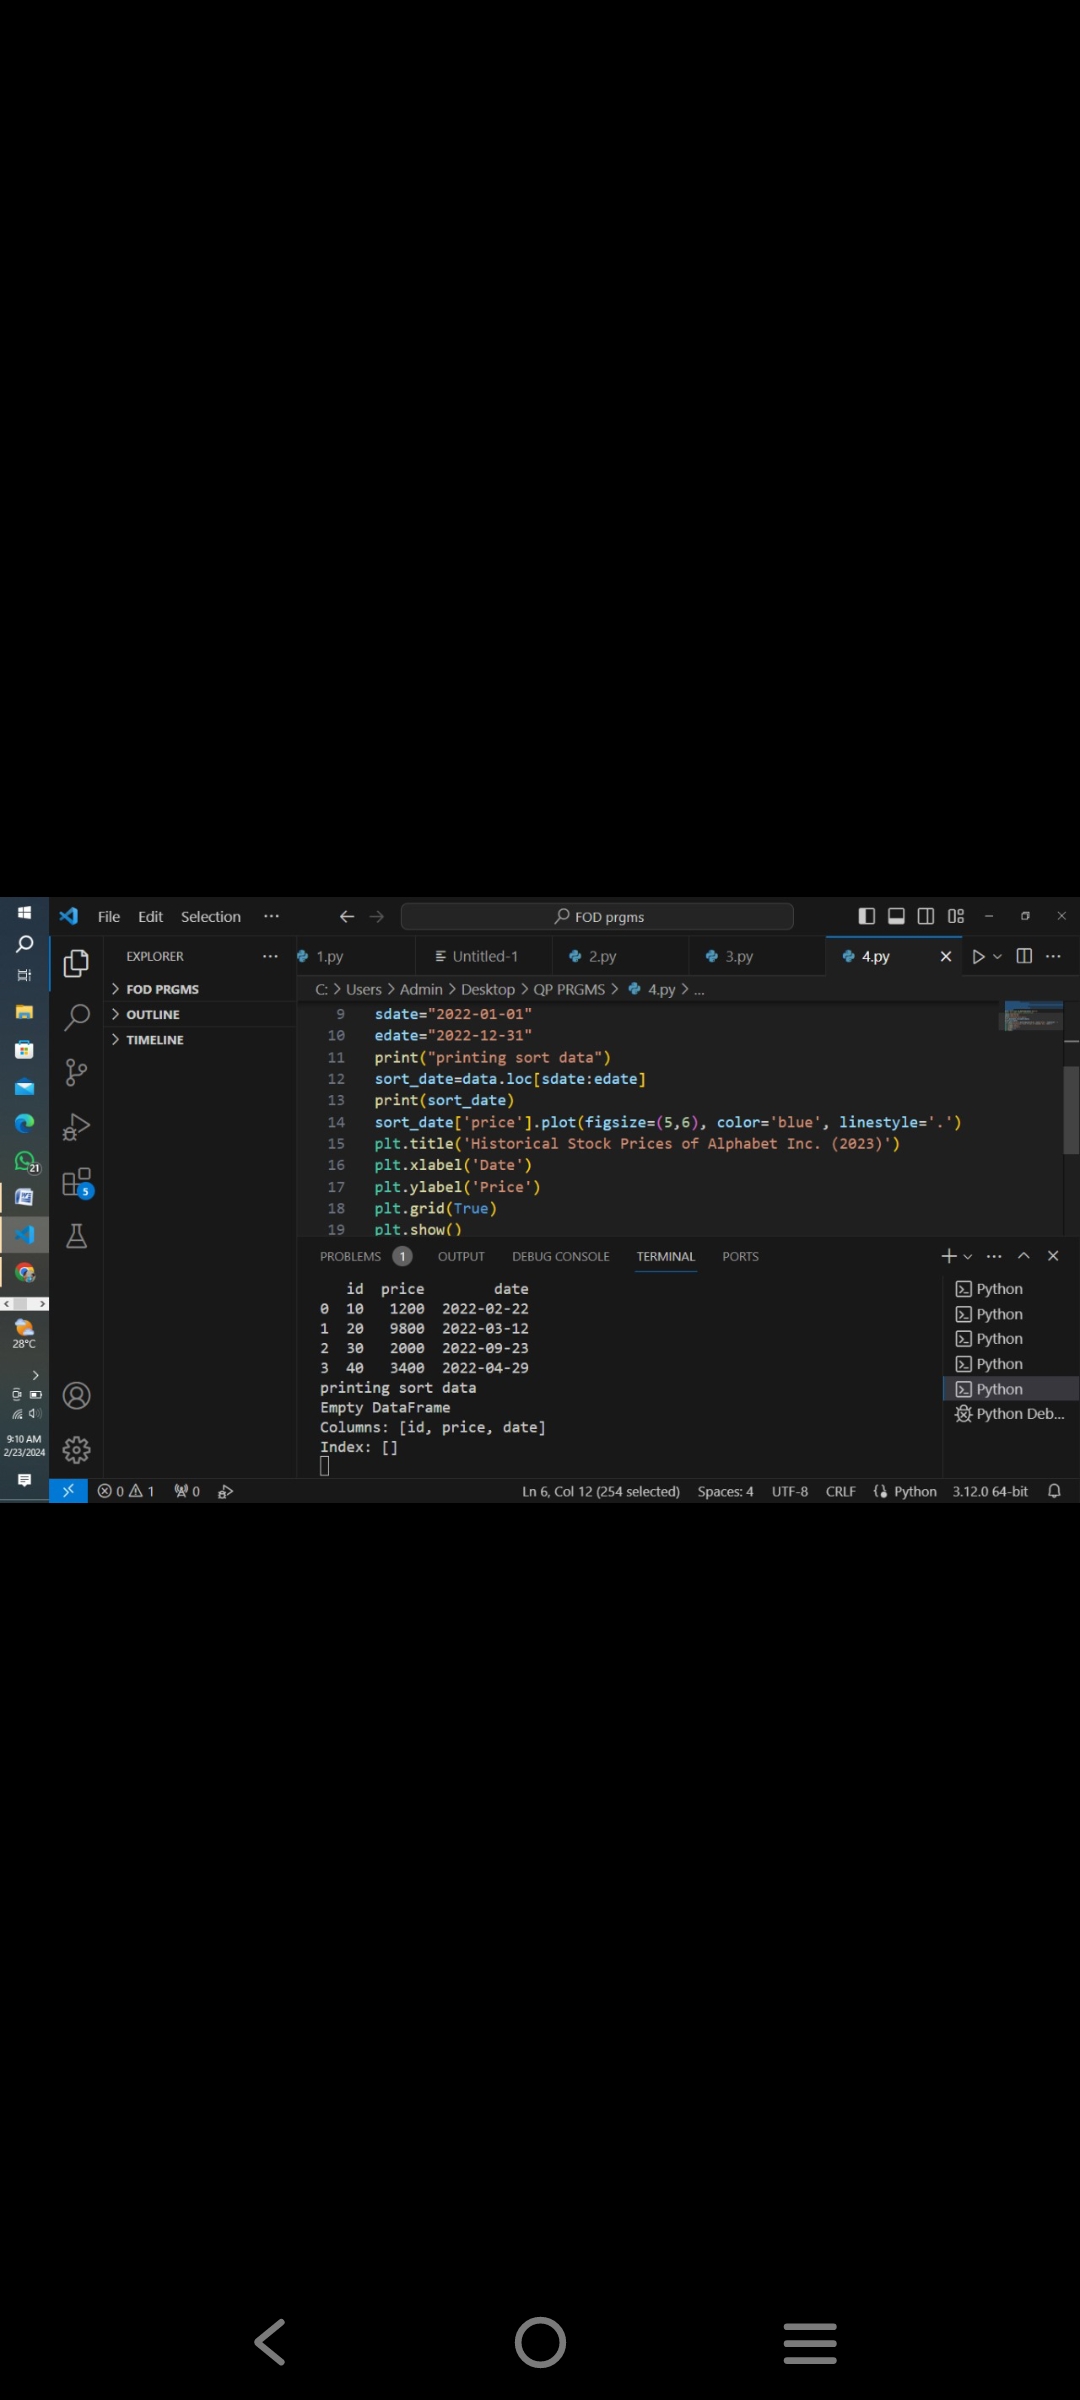 File Edit Selection ··· FOD prgms
EXPLORER ···
1.py Untitled-1 2.py 3.py 4.py
FOD PRGMS
OUTLINE
TIMELINE
C: > Users > Admin > Desktop > QP PRGMS > 4.py > ...
9 sdate="2022-01-01"
10 edate="2022-12-31"
11 print("printing sort data")
12 sort_date=data.loc[sdate:edate]
13 print(sort_date)
14 sort_date['price'].plot(figsize=(5,6), color='blue', linestyle='.')
15 plt.title('Historical Stock Prices of Alphabet Inc. (2023)')
16 plt.xlabel('Date')
17 plt.ylabel('Price')
18 plt.grid(True)
19 plt.show()
PROBLEMS 1 OUTPUT DEBUG CONSOLE TERMINAL PORTS
id price date
0 10 1200 2022-02-22
1 20 9800 2022-03-12
2 30 2000 2022-09-23
3 40 3400 2022-04-29
printing sort data
Empty DataFrame
Columns: [id, price, date]
Index: []
Python
Python
Python
Python
Python
Python Deb...
21
5
28°C
9:10 AM
2/23/2024
0 1 0 Ln 6, Col 12 (254 selected) Spaces: 4 UTF-8 CRLF Python 3.12.0 64-bit